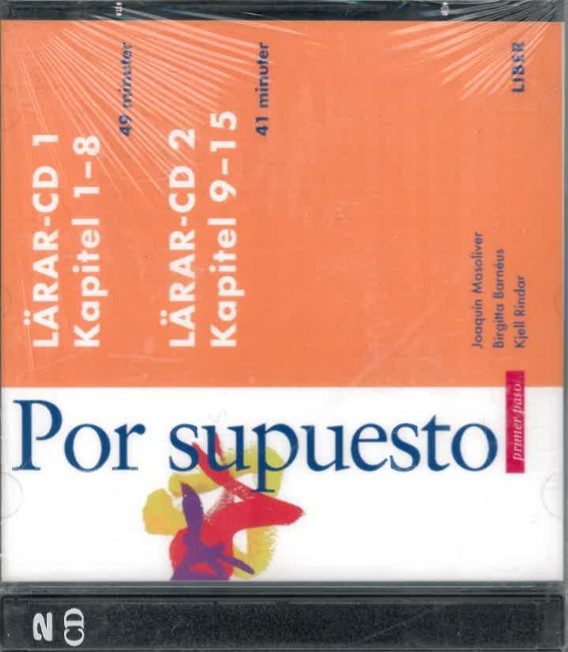 LÄRAR-CD 1
Kapitel 1–8
49 minuter
LÄRAR-CD 2
Kapitel 9–15
41 minuter
LIBER
Joaquín Masoliver
Birgitta Barnéus
Kjell Rindar
Por supuesto
primer paso
2
CD